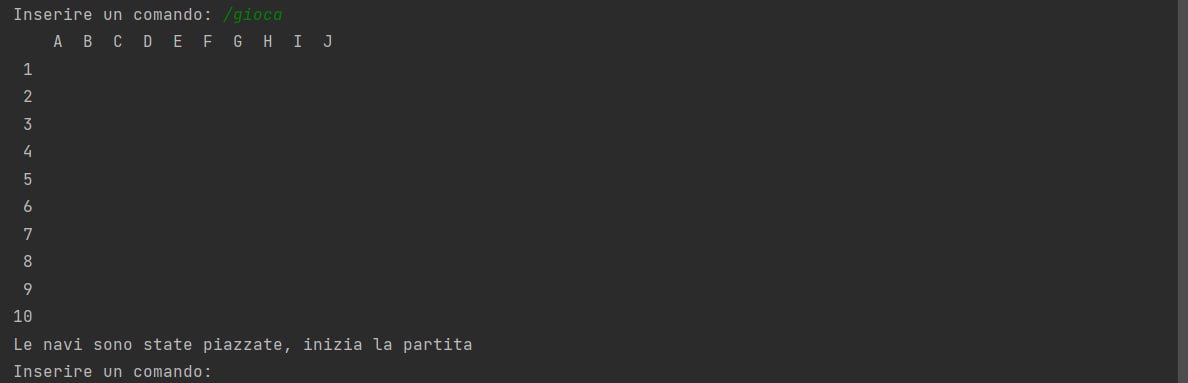 Inserire un comando: /gioca
    A  B  C  D  E  F  G  H  I  J
 1
 2
 3
 4
 5
 6
 7
 8
 9
10
Le navi sono state piazzate, inizia la partita
Inserire un comando: